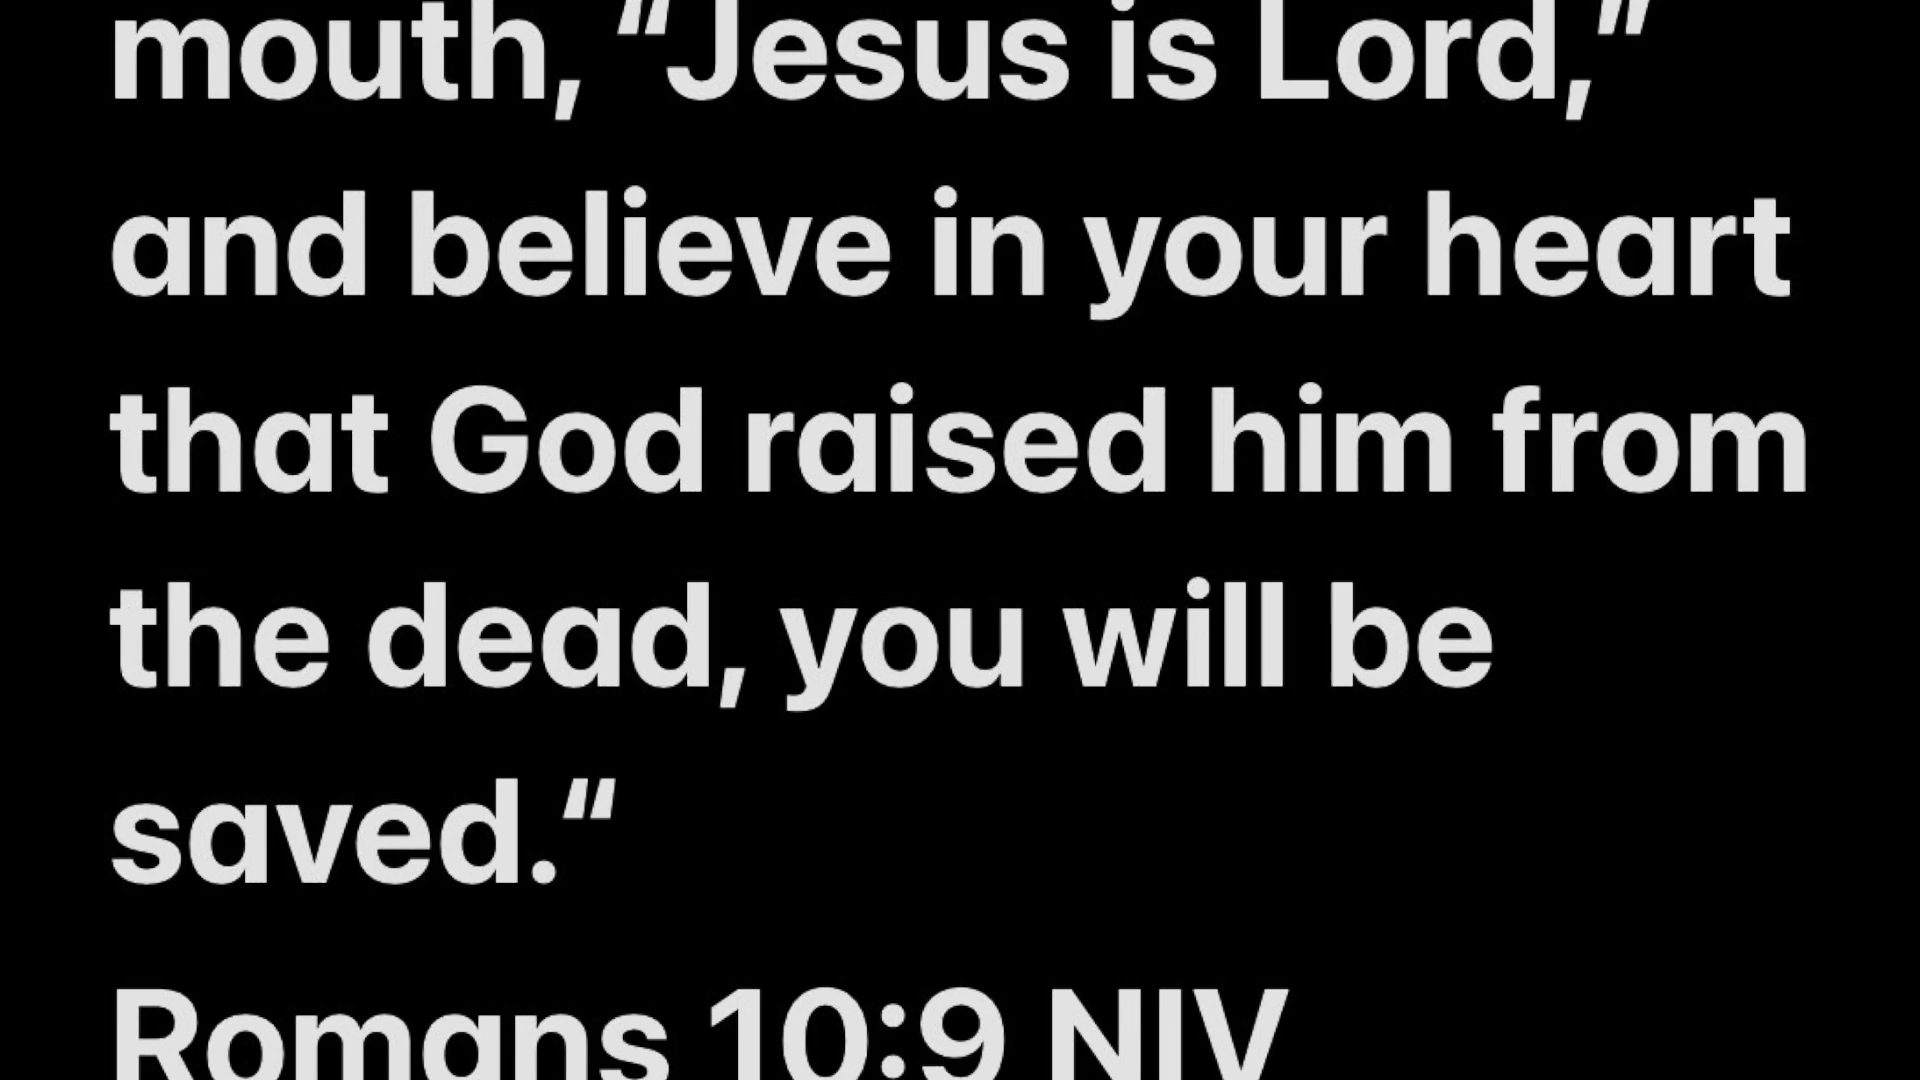 mouth, “Jesus is Lord,”
and believe in your heart
that God raised him from
the dead, you will be
saved.“
Romans 10:9 NIV